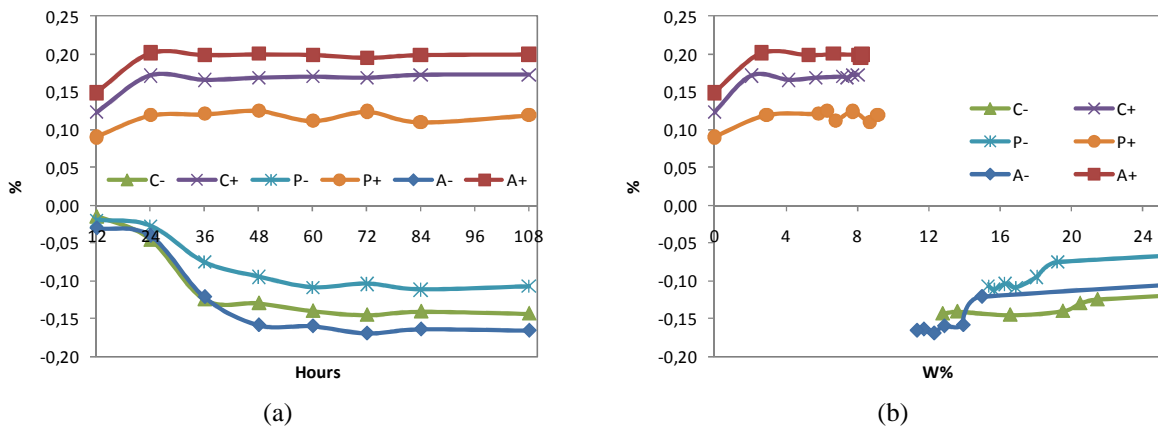 0,25
0,20
0,15
0,10
0,05
0,00
-0,05
-0,10
-0,15
-0,20
%
C- C+ P- P+ A- A+
12 24 36 48 60 72 84 96 108
Hours
(a)
0,25
0,20
0,15
0,10
0,05
0,00
-0,05
-0,10
-0,15
-0,20
%
C- C+
P- P+
A- A+
0 4 8 12 16 20 24
W%
(b)